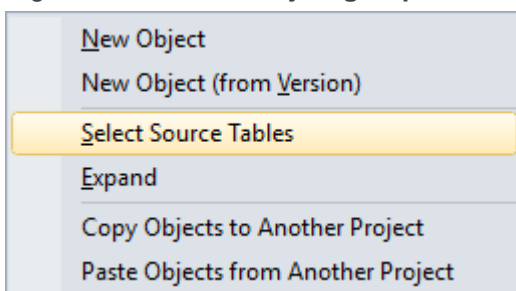 New Object
New Object (from Version)
Select Source Tables
Expand
Copy Objects to Another Project
Paste Objects from Another Project